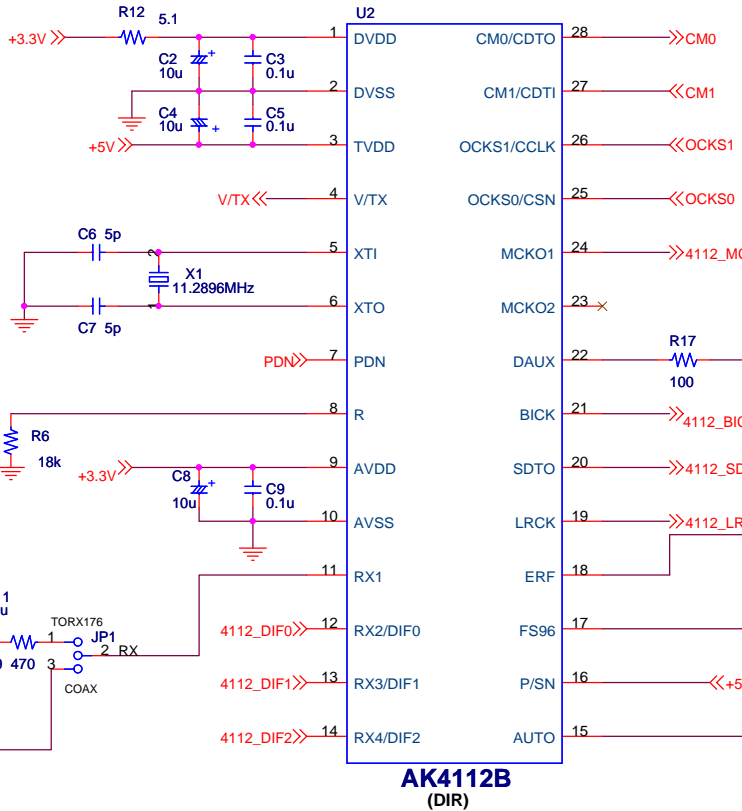 R12 5.1
U2
+3.3V 1 DVDD CM0/CDTO 28 CM0
C2 10u + C3 0.1u
2 DVSS CM1/CDTI 27 CM1
C4 10u + C5 0.1u
+5V 3 TVDD OCKS1/CCLK 26 OCKS1
V/TX 4 V/TX OCKS0/CSN 25 OCKS0
C6 5p 2 5 XTI MCKO1 24
X1 11.2896MHz
1 6 XTO MCKO2 23
C7 5p
PDN 7 PDN DAUX 22 R17 100
8 R BICK 21
R6 18k
+3.3V 9 AVDD SDTO 20
C8 10u + C9 0.1u
10 AVSS LRCK 19
11 RX1 ERF 18
1
u
TORX176
4112_DIF0 12 RX2/DIF0 FS96 17
470 1 JP1
2 RX
3
COAX
4112_DIF1 13 RX3/DIF1 P/SN 16
4112_DIF2 14 RX4/DIF2 AUTO 15
AK4112B
(DIR)